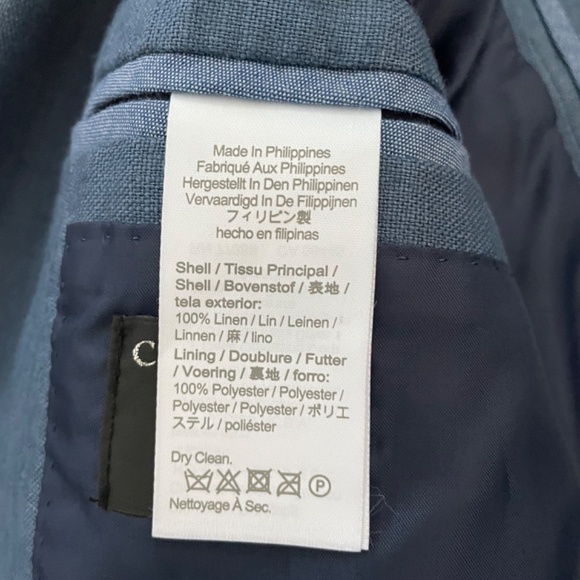 Made In Philippines
Fabriqué Aux Philippines
Hergestellt In Den Philippinen
Vervaardigd In De Filippijnen
フィリピン製
hecho en filipinas
Shell / Tissu Principal /
Shell / Bovenstof / 表地 /
tela exterior:
100% Linen / Lin / Leinen /
Linnen / 麻 / lino
Lining / Doublure / Futter
/ Voering / 裏地 / forro:
100% Polyester / Polyester /
Polyester / Polyester / ポリエ
ステル / poliéster
Dry Clean.
P
Nettoyage À Sec.
C